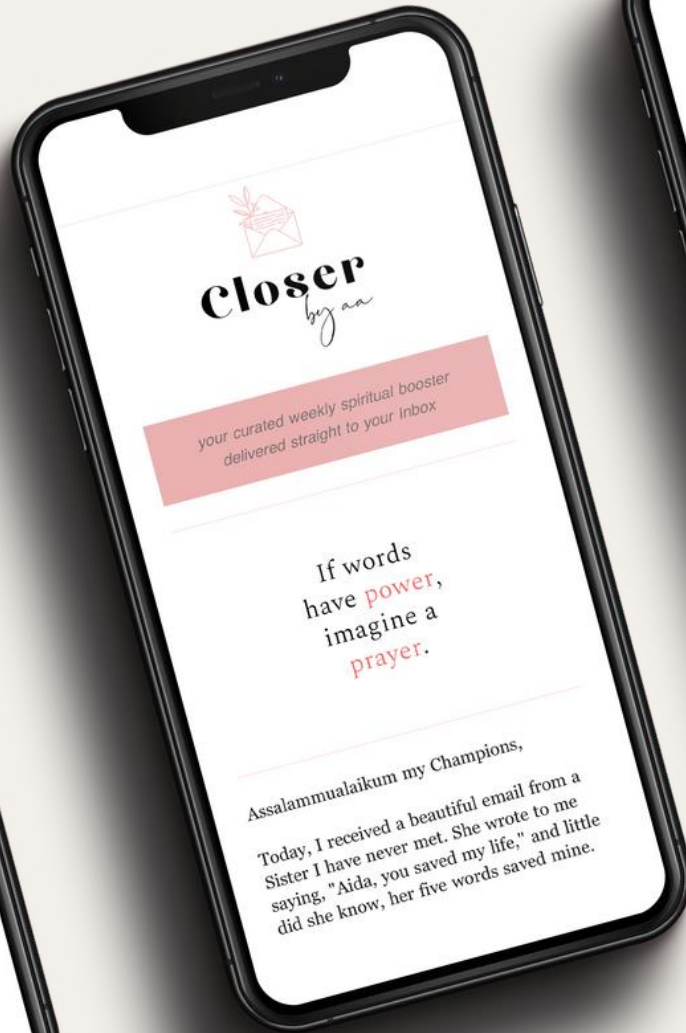 Closer
by aa
your curated weekly spiritual booster
delivered straight to your Inbox
If words
have power,
imagine a
prayer.
Assalammualaikum my Champions,
Today, I received a beautiful email from a
Sister I have never met. She wrote to me
saying, "Aida, you saved my life," and little
did she know, her five words saved mine.